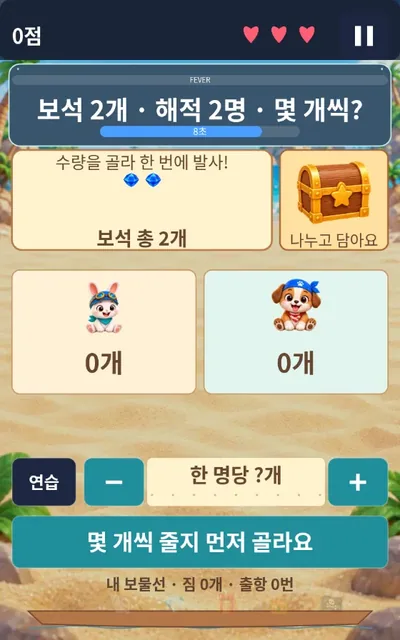 0점
FEVER
보석 2개 · 해적 2명 · 몇 개씩?
8초
수량을 골라 한 번에 발사!
보석 총 2개
나누고 담아요
0개
0개
연습
−
한 명당 ?개
+
몇 개씩 줄지 먼저 골라요
내 보물선 · 짐 0개 · 출항 0번